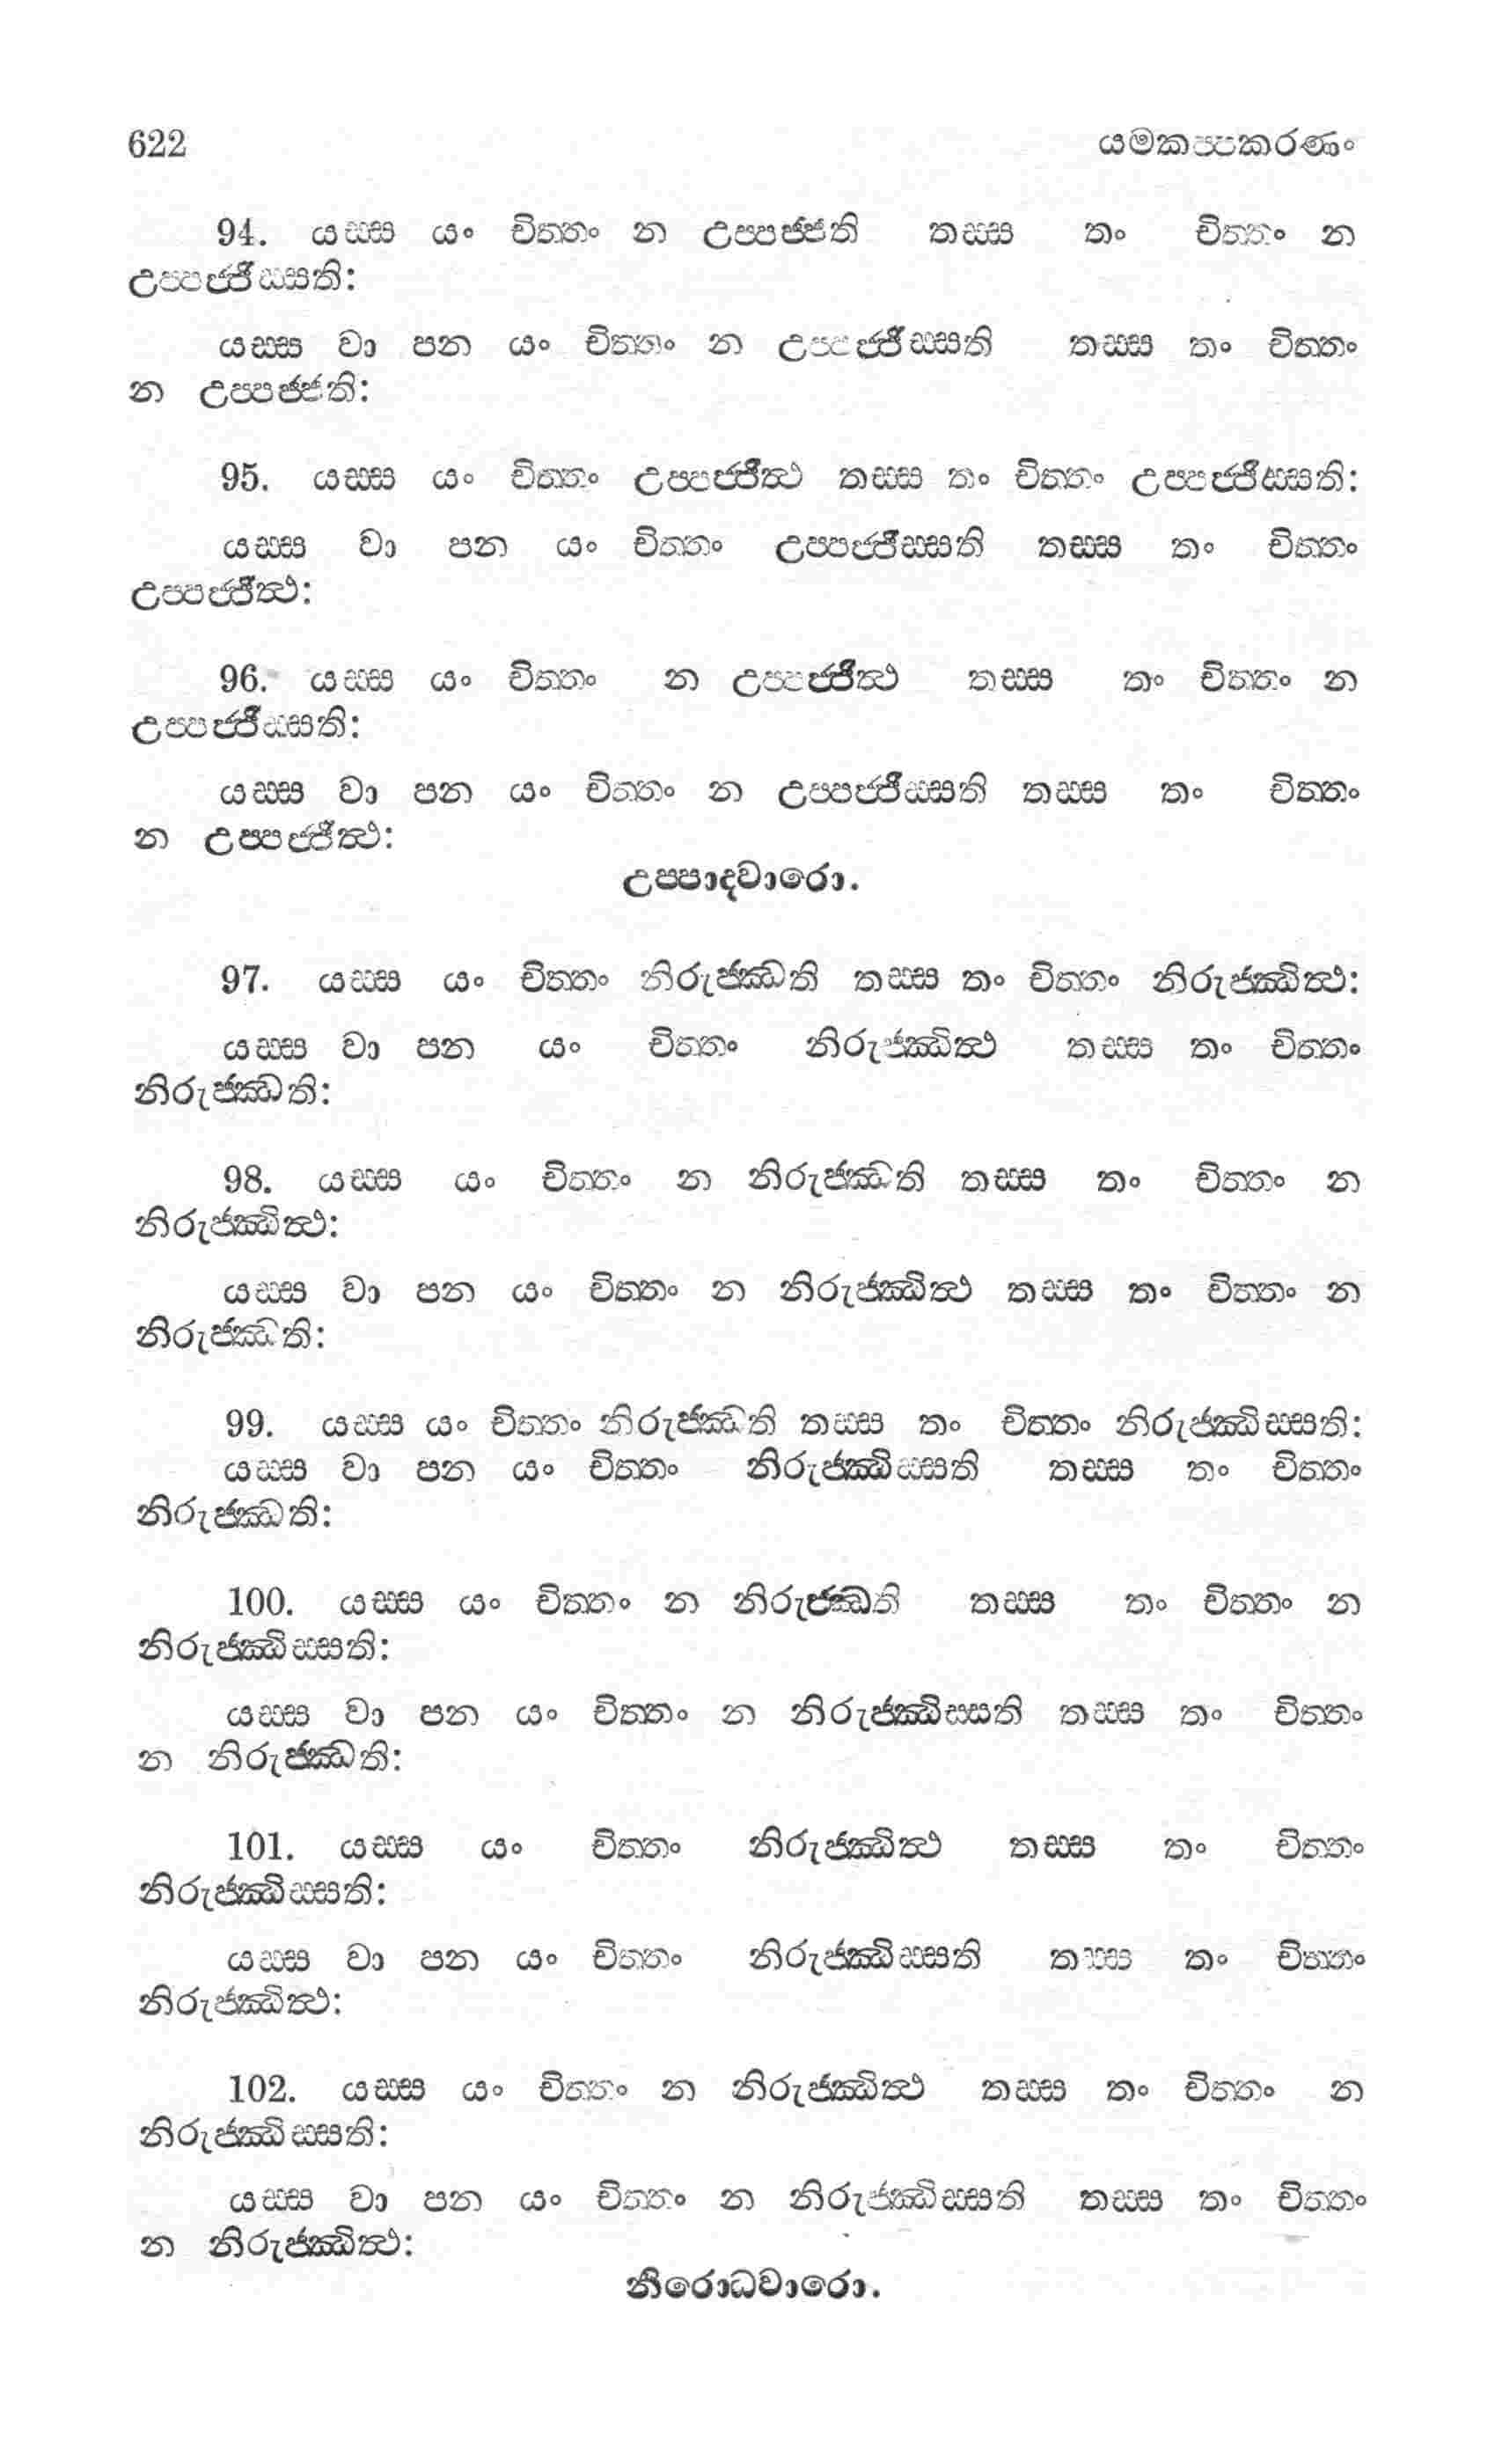 622 යමකප්පකරණං
94. යස්ස යං චිත්තං න උප්පජ්ජති තස්ස තං චිත්තං න
උප්පජ්ජිස්සති:
යස්ස වා පන යං චිත්තං න උප්පජ්ජිස්සති තස්ස තං චිත්තං
න උප්පජ්ජති:
95. යස්ස යං චිත්තං උප්පජ්ජිත්ථ තස්ස තං චිත්තං උප්පජ්ජිස්සති:
යස්ස වා පන යං චිත්තං උප්පජ්ජිස්සති තස්ස තං චිත්තං
උප්පජ්ජිත්ථ:
96. යස්ස යං චිත්තං න උප්පජ්ජිත්ථ තස්ස තං චිත්තං න
උප්පජ්ජිස්සති:
යස්ස වා පන යං චිත්තං න උප්පජ්ජිස්සති තස්ස තං චිත්තං
න උප්පජ්ජිත්ථ:
උප්පාදවාරො.
97. යස්ස යං චිත්තං නිරුජ්ඣති තස්ස තං චිත්තං නිරුජ්ඣිත්ථ:
යස්ස වා පන යං චිත්තං නිරුජ්ඣිත්ථ තස්ස තං චිත්තං
නිරුජ්ඣති:
98. යස්ස යං චිත්තං න නිරුජ්ඣති තස්ස තං චිත්තං න
නිරුජ්ඣිත්ථ:
යස්ස වා පන යං චිත්තං න නිරුජ්ඣිත්ථ තස්ස තං චිත්තං න
නිරුජ්ඣති:
99. යස්ස යං චිත්තං නිරුජ්ඣති තස්ස තං චිත්තං නිරුජ්ඣිස්සති:
යස්ස වා පන යං චිත්තං නිරුජ්ඣිස්සති තස්ස තං චිත්තං
නිරුජ්ඣති:
100. යස්ස යං චිත්තං න නිරුජ්ඣති තස්ස තං චිත්තං න
නිරුජ්ඣිස්සති:
යස්ස වා පන යං චිත්තං න නිරුජ්ඣිස්සති තස්ස තං චිත්තං
න නිරුජ්ඣති:
101. යස්ස යං චිත්තං නිරුජ්ඣිත්ථ තස්ස තං චිත්තං
නිරුජ්ඣිස්සති:
යස්ස වා පන යං චිත්තං නිරුජ්ඣිස්සති තස්ස තං චිත්තං
නිරුජ්ඣිත්ථ:
102. යස්ස යං චිත්තං න නිරුජ්ඣිත්ථ තස්ස තං චිත්තං න
නිරුජ්ඣිස්සති:
යස්ස වා පන යං චිත්තං න නිරුජ්ඣිස්සති තස්ස තං චිත්තං
න නිරුජ්ඣිත්ථ:
නිරොධවාරො.